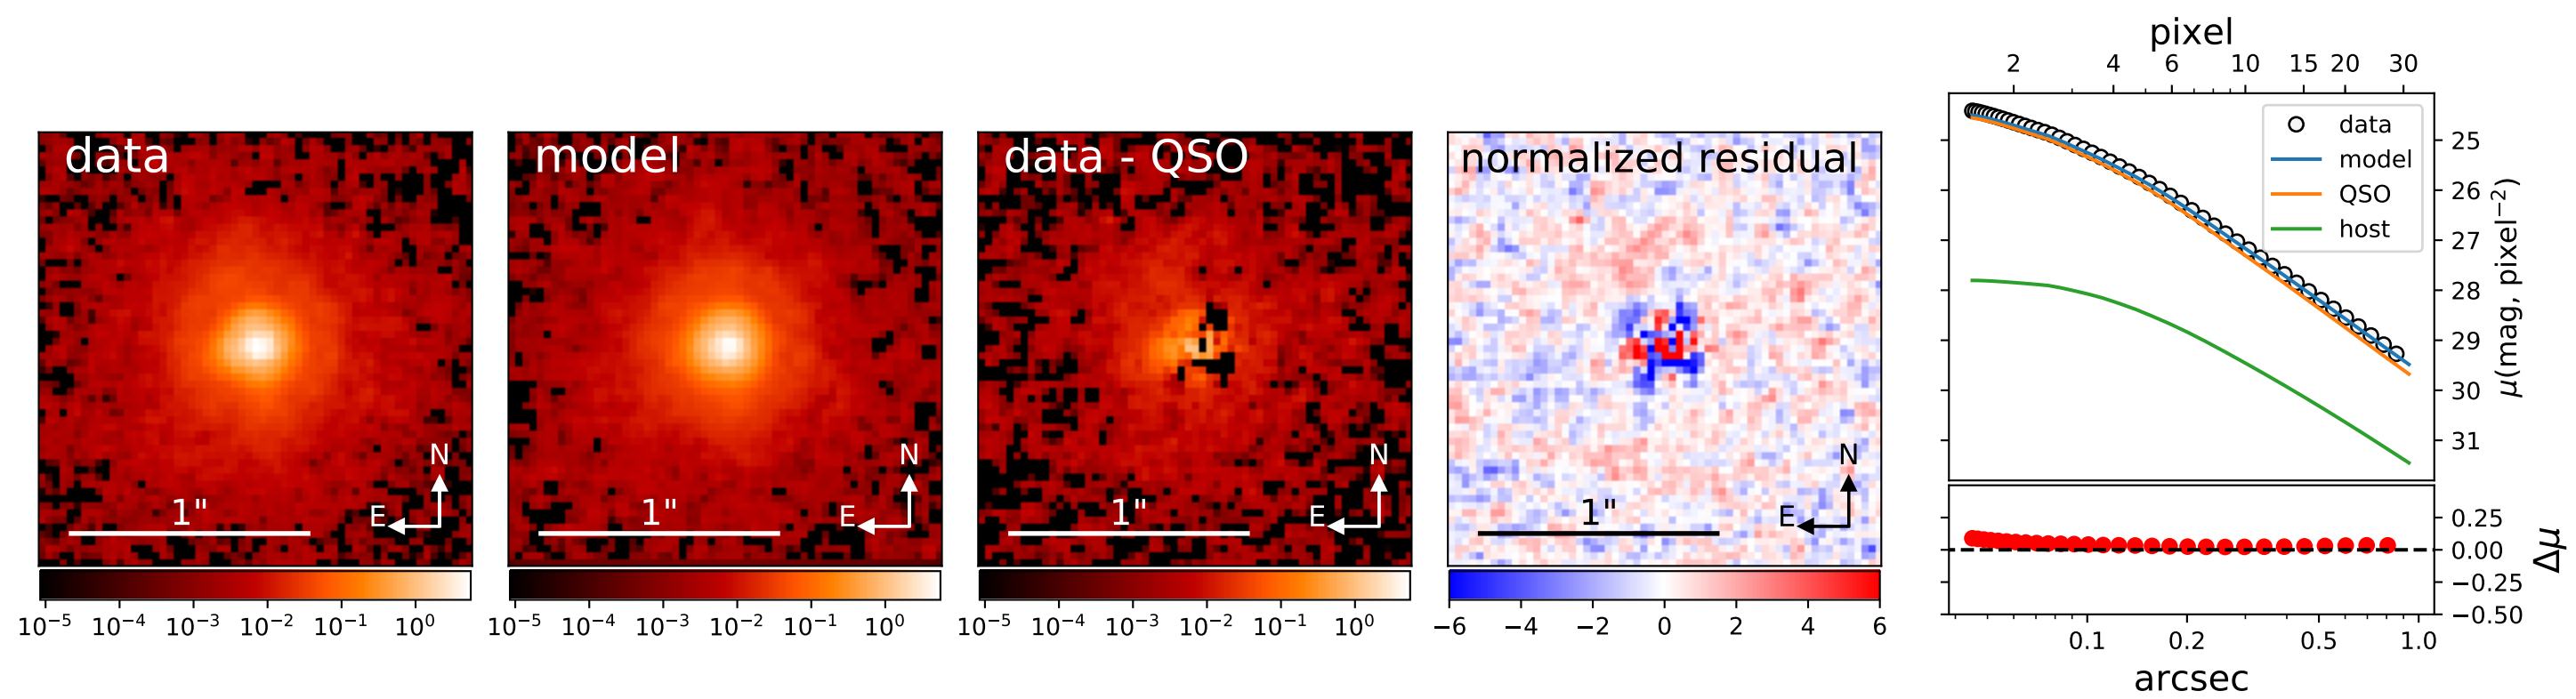 data
1"
N
E
10⁻⁵ 10⁻⁴ 10⁻³ 10⁻² 10⁻¹ 10⁰
model
1"
N
E
10⁻⁵ 10⁻⁴ 10⁻³ 10⁻² 10⁻¹ 10⁰
data - QSO
1"
N
E
10⁻⁵ 10⁻⁴ 10⁻³ 10⁻² 10⁻¹ 10⁰
normalized residual
1"
N
E
−6 −4 −2 0 2 4 6
pixel
2 4 6 10 15 20 30
data
model
QSO
host
25
26
27
28
29
30
31
μ(mag, pixel⁻²)
0.25
0.00
−0.25
−0.50
Δμ
0.1 0.2 0.5 1.0
arcsec